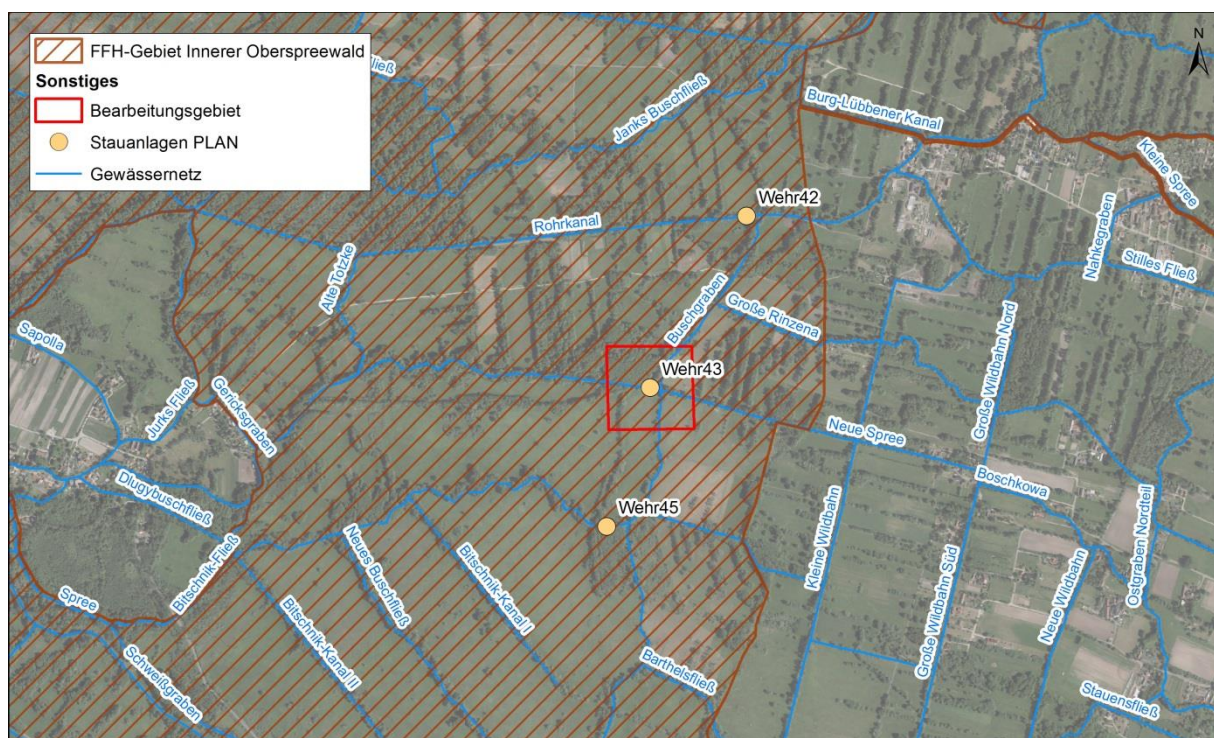 FFH-Gebiet Innerer Oberspreewald
Sonstiges
Bearbeitungsgebiet
Stauanlagen PLAN
Gewässernetz
ließ
N
Janks Buschfließ
Burg-Lübbener Kanal
Kleine Spree
Wehr42
Rohrkanal
Nahkegraben
Stilles Fließ
Alte Totzke
Buschgraben
Große Rinzena
Große Wildbahn Nord
Sapolla
Jurks Fließ
Gericksgraben
Wehr43
Neue Spree
Boschkowa
Dlugybuschfließ
Wehr45
Kleine Wildbahn
Ostgraben Nordteil
Neues Buschfließ
Bitschnik-Kanal I
Bitschnik-Fließ
Spree
Bitschnik-Kanal II
Große Wildbahn Süd
Neue Wildbahn
Barthelsfließ
Schweißgraben
Stauensfließ